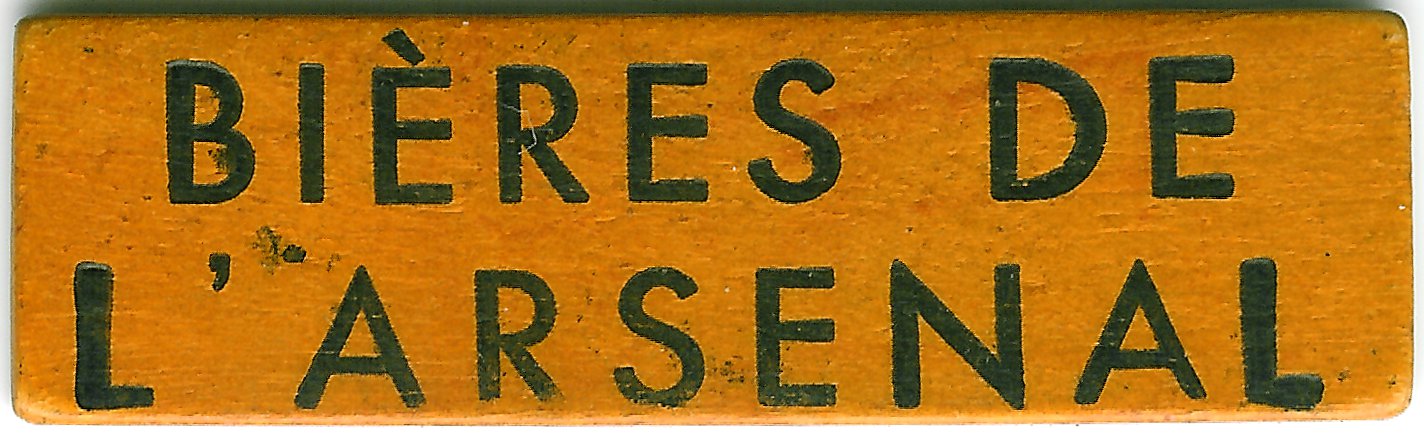 BIÈRES DE
L'ARSENAL